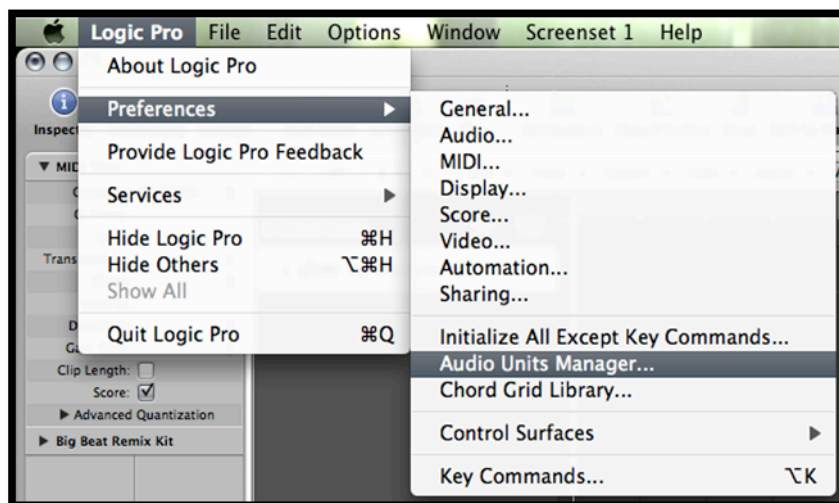 Logic Pro File Edit Options Window Screenset 1 Help
About Logic Pro
Preferences
Provide Logic Pro Feedback
Services
Hide Logic Pro ⌘H
Hide Others ⌥⌘H
Show All
Quit Logic Pro ⌘Q
General...
Audio...
MIDI...
Display...
Score...
Video...
Automation...
Sharing...
Initialize All Except Key Commands...
Audio Units Manager...
Chord Grid Library...
Control Surfaces
Key Commands... ⌥K
Clip Length:
Score:
Advanced Quantization
Big Beat Remix Kit